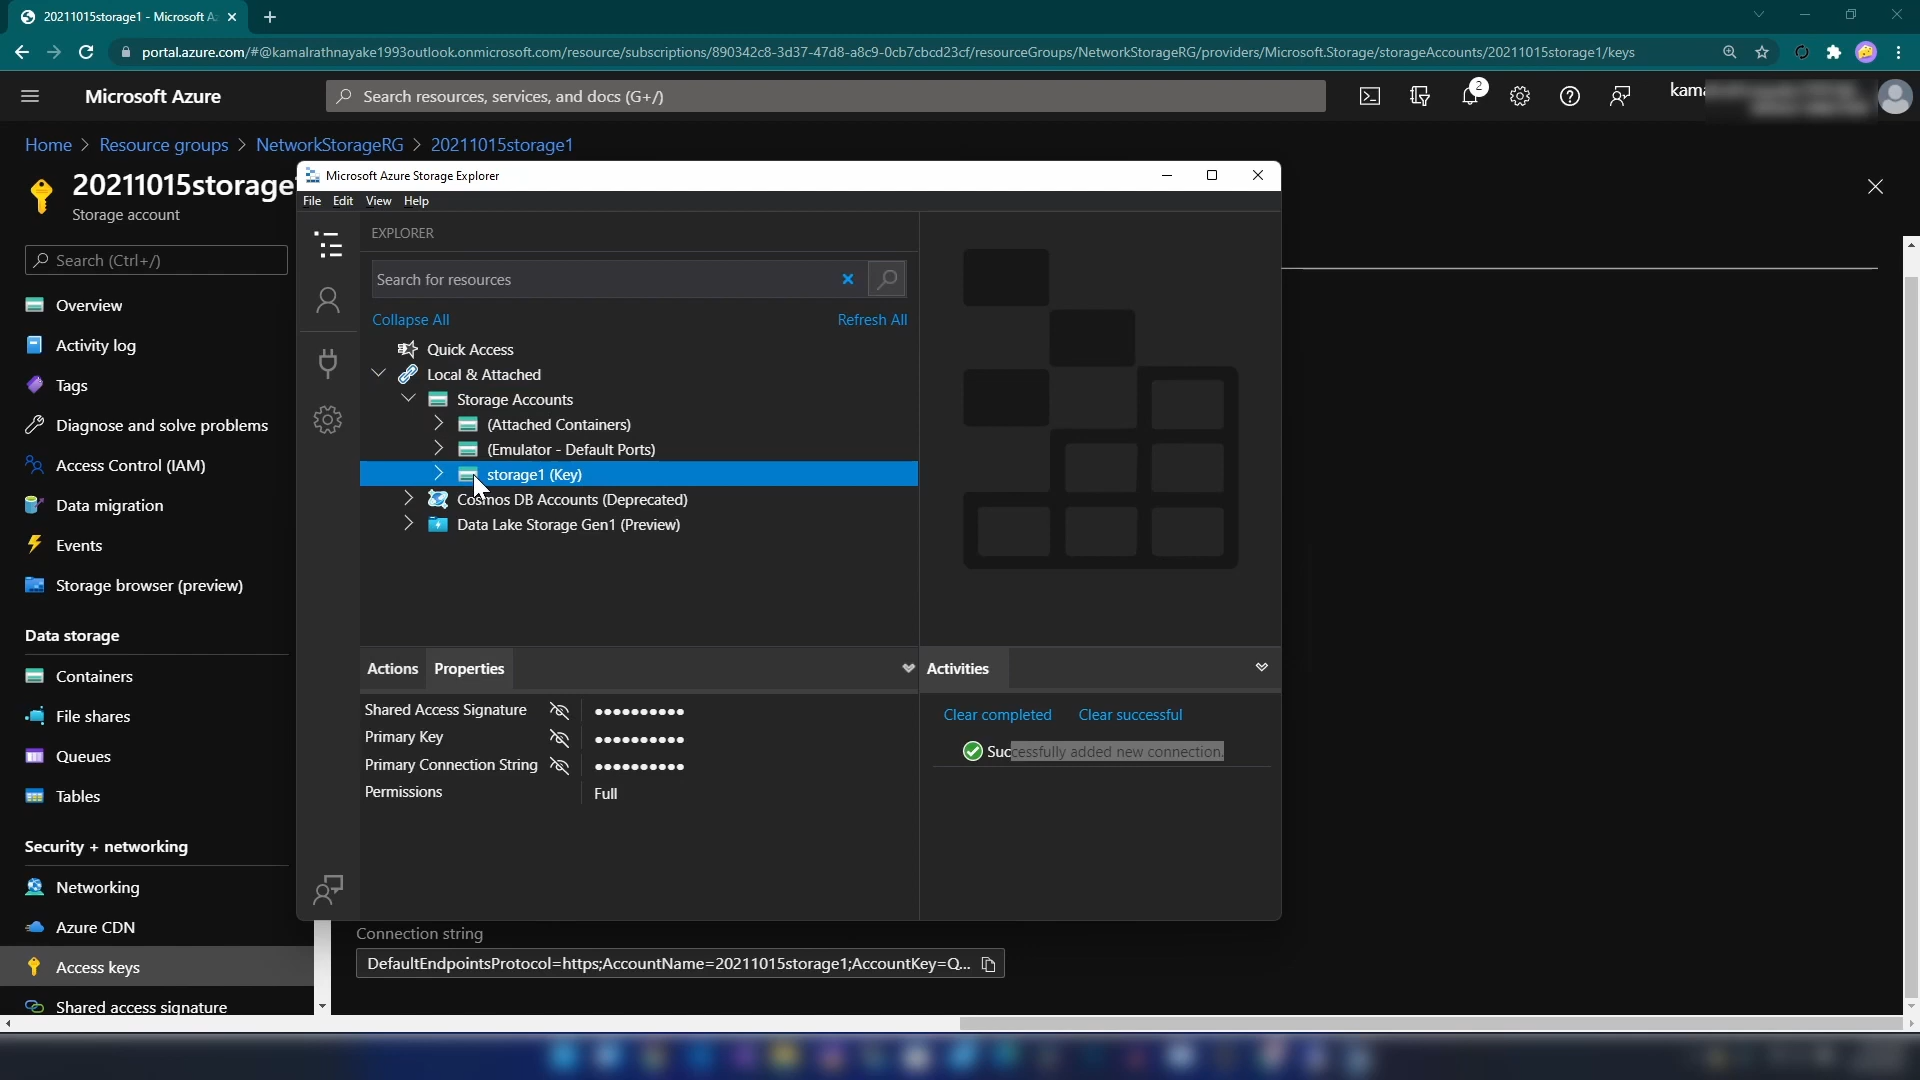 20211015storage1 - Microsoft A
portal.azure.com/#@kamalrathnayake1993outlook.onmicrosoft.com/resource/subscriptions/890342c8-3d37-47d8-a8c9-0cb7cbcd23cf/resourceGroups/NetworkStorageRG/providers/Microsoft.Storage/storageAccounts/20211015storage1/keys
Microsoft Azure
Search resources, services, and docs (G+/)
2
kama
Home > Resource groups > NetworkStorageRG > 20211015storage1
20211015storage
Storage account
Search (Ctrl+/)
Overview
Activity log
Tags
Diagnose and solve problems
Access Control (IAM)
Data migration
Events
Storage browser (preview)
Data storage
Containers
File shares
Queues
Tables
Security + networking
Networking
Azure CDN
Access keys
Shared access signature
Microsoft Azure Storage Explorer
File Edit View Help
EXPLORER
Search for resources
Collapse All
Refresh All
Quick Access
Local & Attached
Storage Accounts
(Attached Containers)
(Emulator - Default Ports)
storage1 (Key)
Cosmos DB Accounts (Deprecated)
Data Lake Storage Gen1 (Preview)
Actions Properties
Shared Access Signature ••••••••••
Primary Key ••••••••••
Primary Connection String ••••••••••
Permissions Full
Activities
Clear completed Clear successful
Successfully added new connection.
Connection string
DefaultEndpointsProtocol=https;AccountName=20211015storage1;AccountKey=Q...